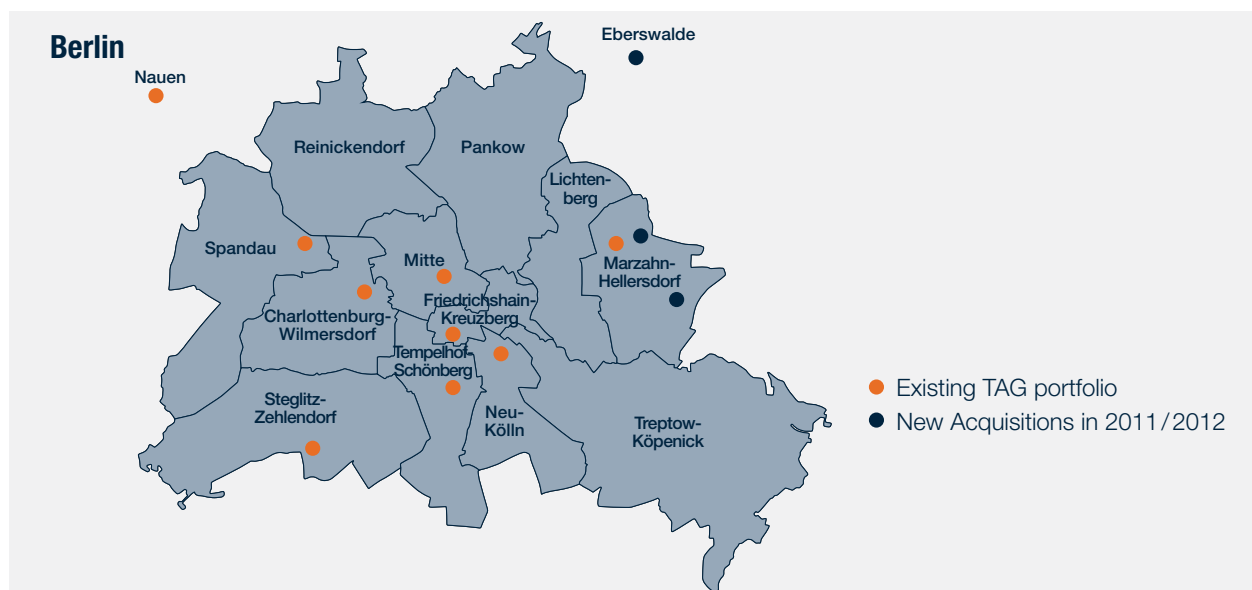 Berlin
Eberswalde
Nauen
Reinickendorf
Pankow
Lichten-
berg
Spandau
Mitte
Marzahn-
Hellersdorf
Friedrichshain-
Kreuzberg
Charlottenburg-
Wilmersdorf
Tempelhof-
Schönberg
Steglitz-
Zehlendorf
Neu-
Kölln
Treptow-
Köpenick
Existing TAG portfolio
New Acquisitions in 2011/2012